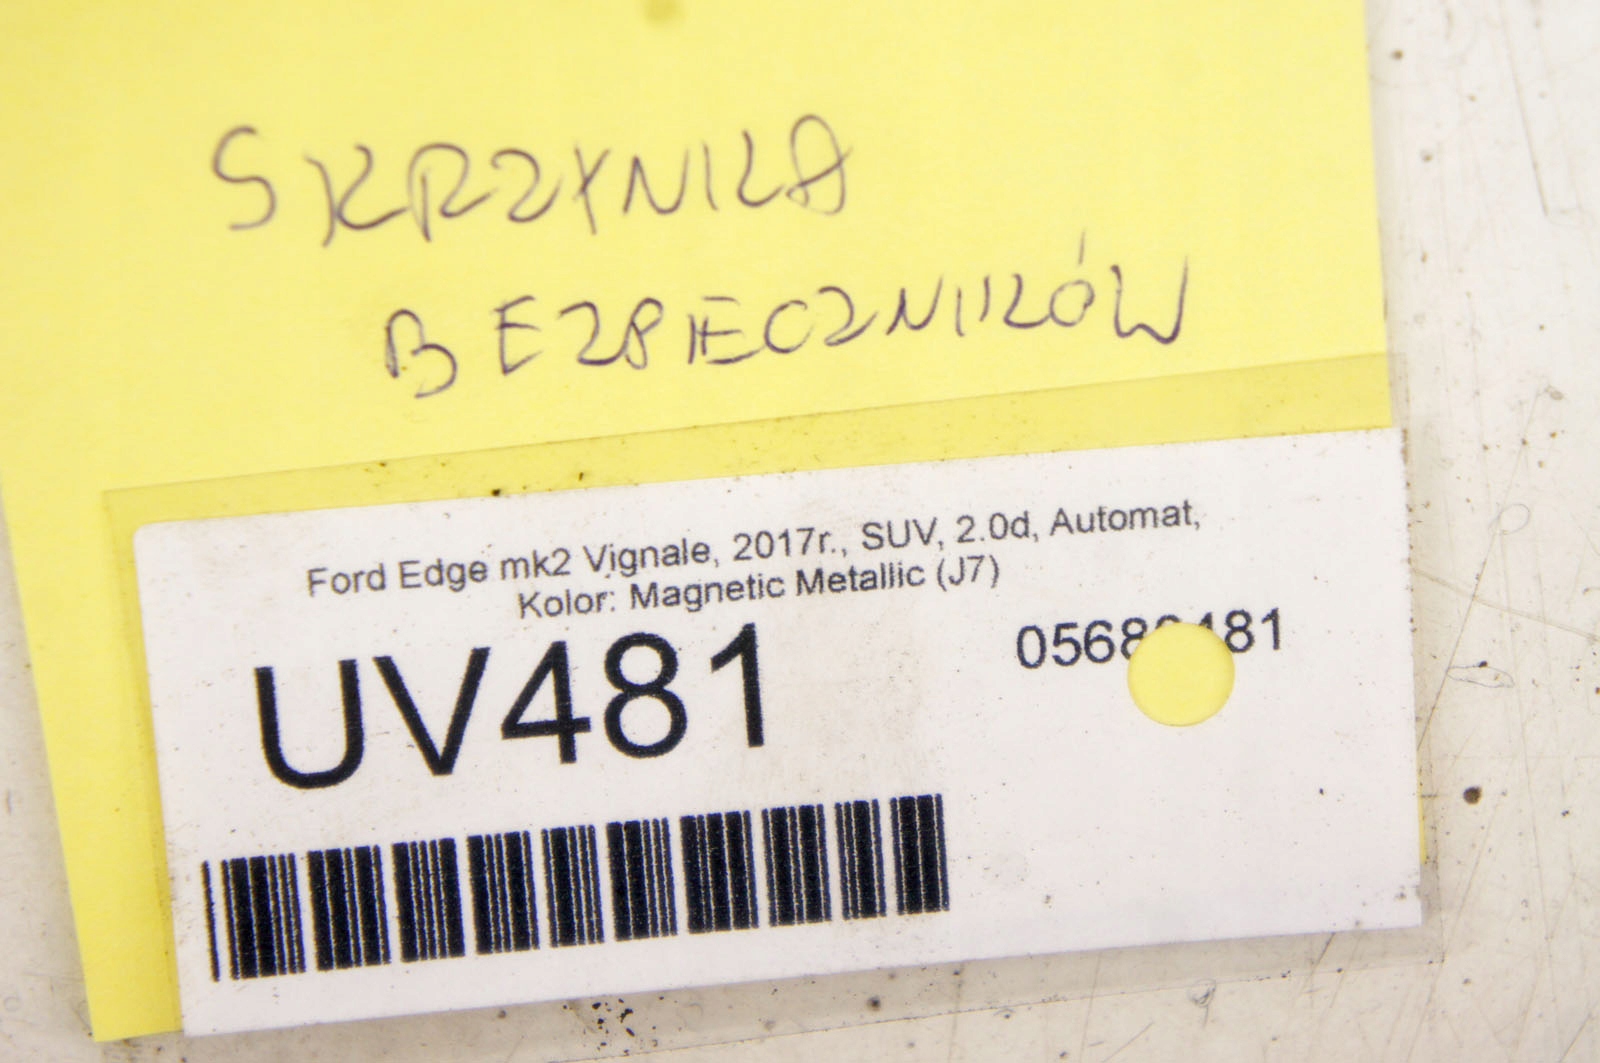 SKRZYNKA
BEZPIECZNIKÓW
Ford Edge mk2 Vignale, 2017r., SUV, 2.0d, Automat,
Kolor: Magnetic Metallic (J7)
UV481